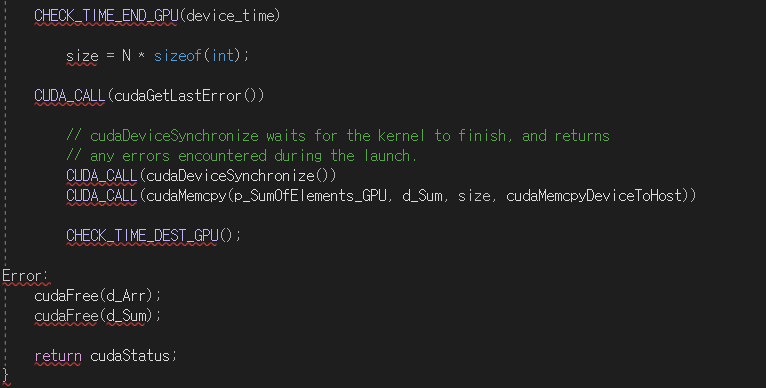 CHECK_TIME_END_GPU(device_time)
size = N * sizeof(int);
CUDA_CALL(cudaGetLastError())
// cudaDeviceSynchronize waits for the kernel to finish, and returns
// any errors encountered during the launch.
CUDA_CALL(cudaDeviceSynchronize())
CUDA_CALL(cudaMemcpy(p_SumOfElements_GPU, d_Sum, size, cudaMemcpyDeviceToHost))
CHECK_TIME_DEST_GPU();
Error:
cudaFree(d_Arr);
cudaFree(d_Sum);
return cudaStatus;
}